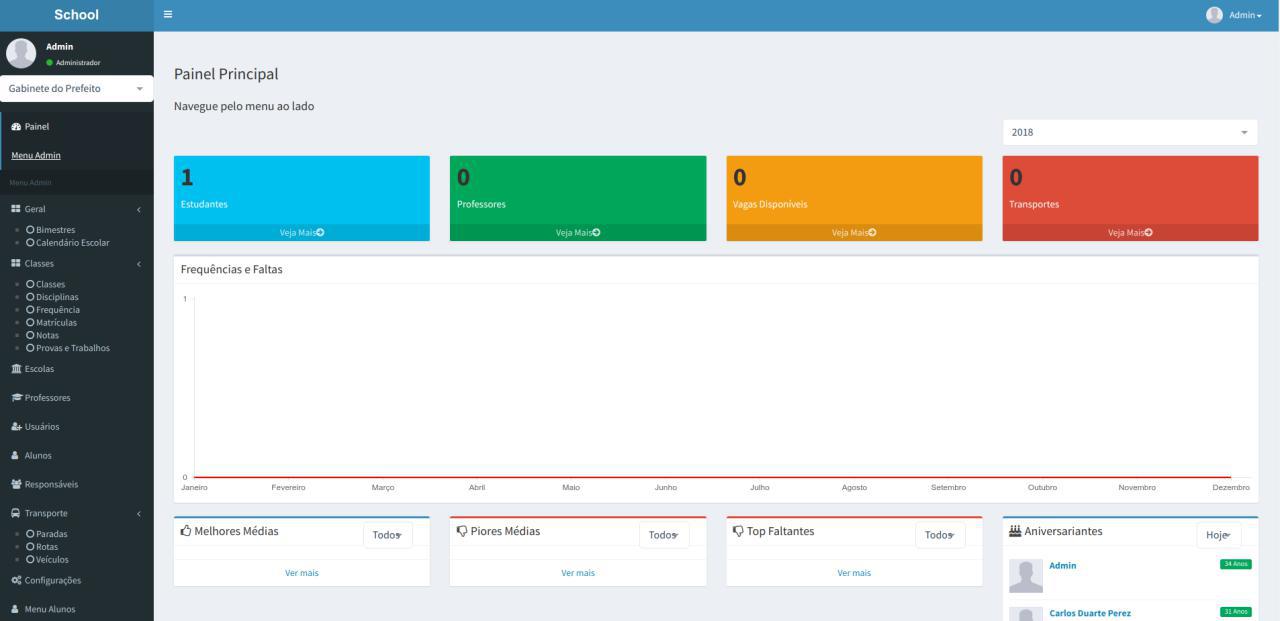 School
Admin
Admin
Administrador
Gabinete do Prefeito
Painel
Menu Admin
Menu Admin
Geral
Bimestres
Calendário Escolar
Classes
Classes
Disciplinas
Frequência
Matrículas
Notas
Provas e Trabalhos
Escolas
Professores
Usuários
Alunos
Responsáveis
Transporte
Paradas
Rotas
Veículos
Configurações
Menu Alunos
Painel Principal
Navegue pelo menu ao lado
2018
1
Estudantes
Veja Mais
0
Professores
Veja Mais
0
Vagas Disponíveis
Veja Mais
0
Transportes
Veja Mais
Frequências e Faltas
1
0
Janeiro Fevereiro Março Abril Maio Junho Julho Agosto Setembro Outubro Novembro Dezembro
Melhores Médias Todos
Ver mais
Piores Médias Todos
Ver mais
Top Faltantes Todos
Ver mais
Aniversariantes Hoje
Admin 34 Anos
Carlos Duarte Perez 31 Anos